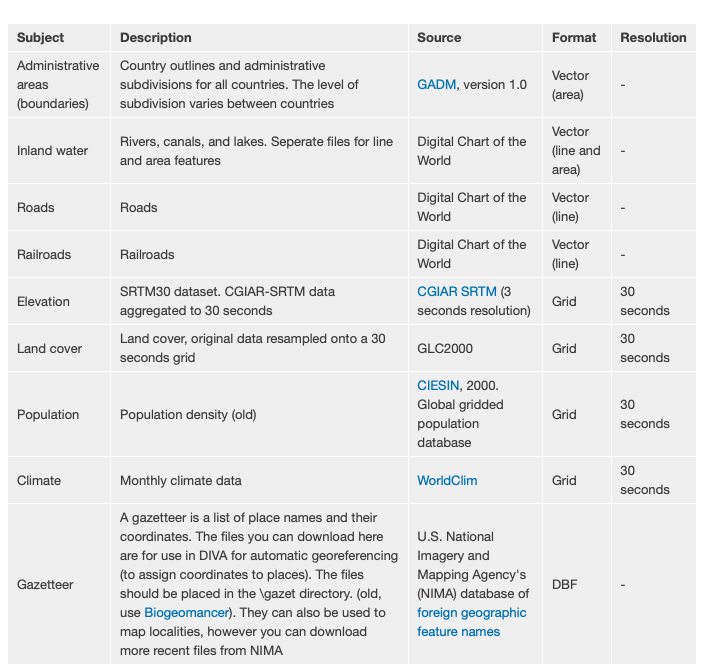 Subject Description Source Format Resolution
Administrative
areas
(boundaries)
Country outlines and administrative
subdivisions for all countries. The level of
subdivision varies between countries
GADM, version 1.0
Vector
(area)
-
Inland water
Rivers, canals, and lakes. Seperate files for line
and area features
Digital Chart of the
World
Vector
(line and
area)
-
Roads
Roads
Digital Chart of the
World
Vector
(line)
-
Railroads
Railroads
Digital Chart of the
World
Vector
(line)
-
Elevation
SRTM30 dataset. CGIAR-SRTM data
aggregated to 30 seconds
CGIAR SRTM (3
seconds resolution)
Grid
30
seconds
Land cover
Land cover, original data resampled onto a 30
seconds grid
GLC2000
Grid
30
seconds
Population
Population density (old)
CIESIN, 2000.
Global gridded
population
database
Grid
30
seconds
Climate
Monthly climate data
WorldClim
Grid
30
seconds
Gazetteer
A gazetteer is a list of place names and their
coordinates. The files you can download here
are for use in DIVA for automatic georeferencing
(to assign coordinates to places). The files
should be placed in the \gazet directory. (old,
use Biogeomancer). They can also be used to
map localities, however you can download
more recent files from NIMA
U.S. National
Imagery and
Mapping Agency's
(NIMA) database of
foreign geographic
feature names
DBF
-